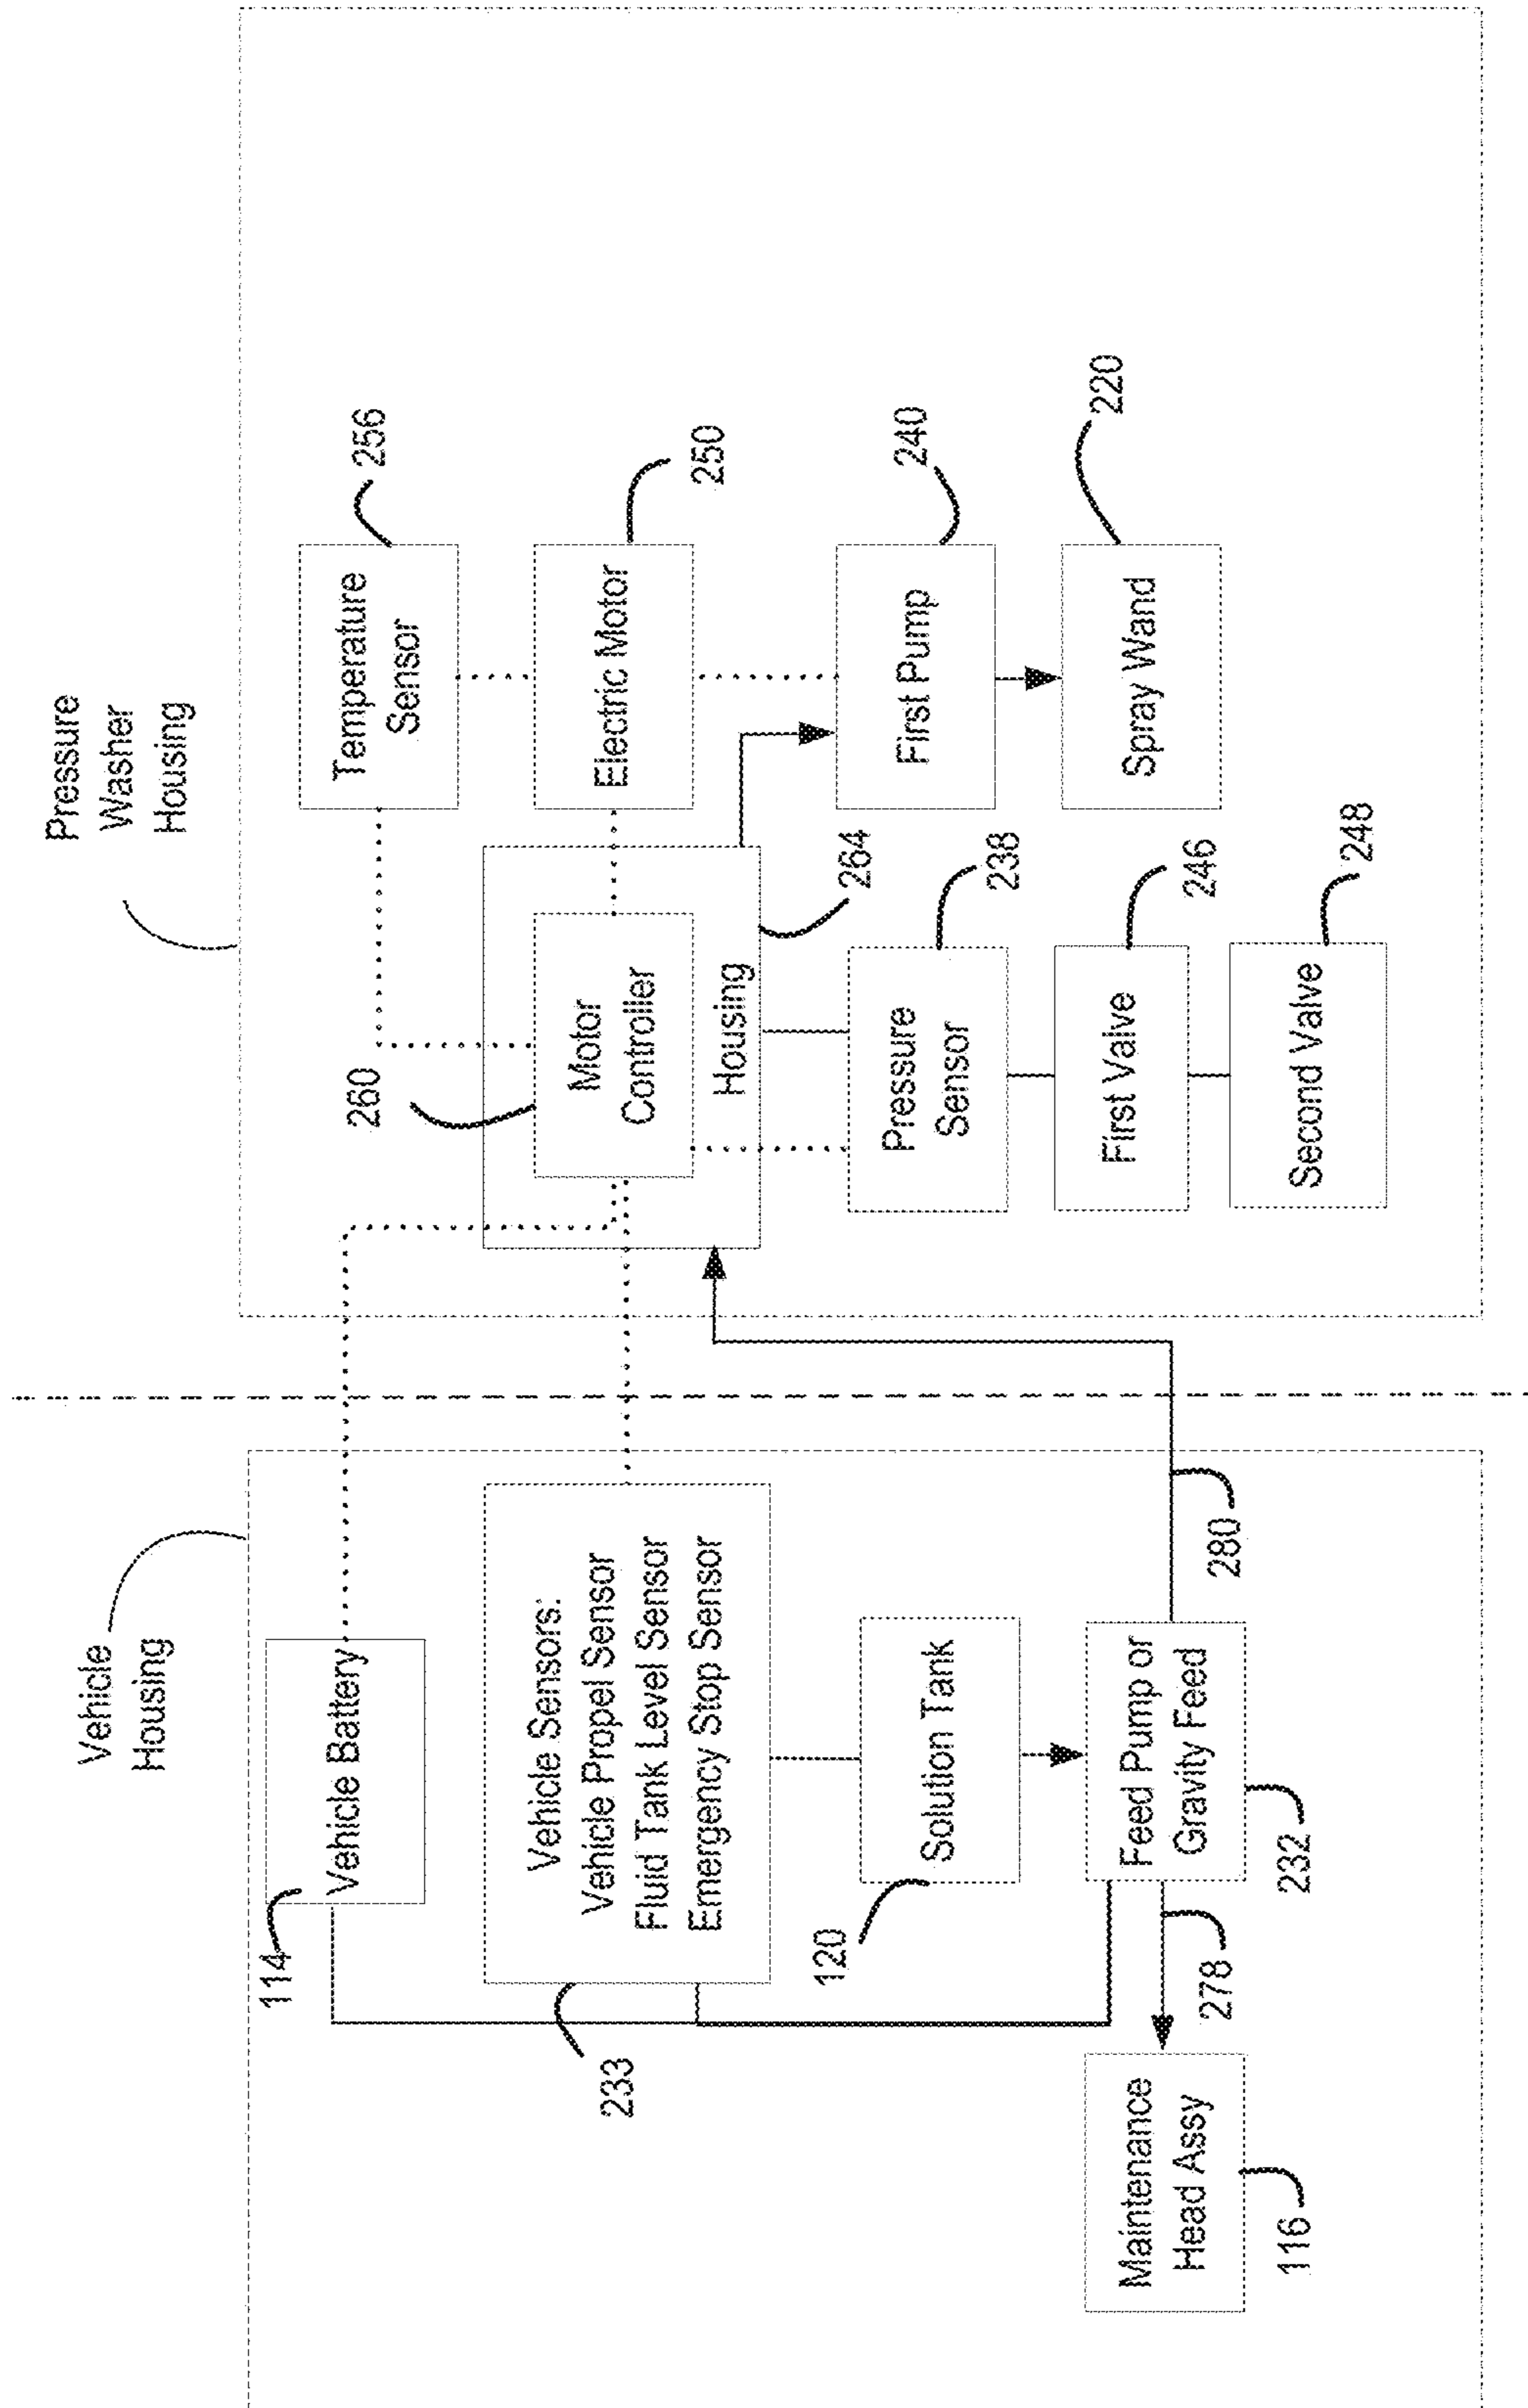 Vehicle
Housing
114
Vehicle Battery
233
Vehicle Sensors:
Vehicle Propel Sensor
Fluid Tank Level Sensor
Emergency Stop Sensor
120
Solution Tank
Feed Pump or
Gravity Feed
232
280
278
Maintenance
Head Assy
116
Pressure
Washer
Housing
Temperature
Sensor
256
Electric Motor
250
260
Motor
Controller
Housing
264
First Pump
240
Spray Wand
220
Pressure
Sensor
238
First Valve
246
Second Valve
248